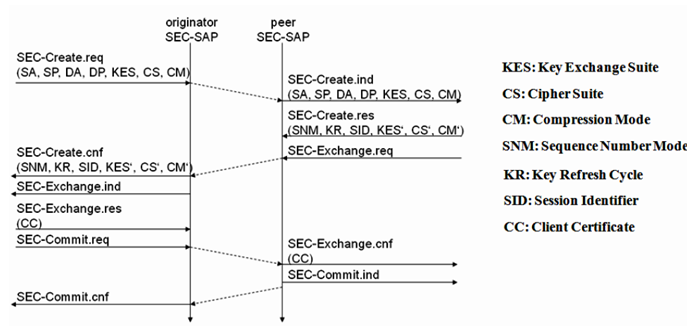 originator
SEC-SAP
peer
SEC-SAP
SEC-Create.req
(SA, SP, DA, DP, KES, CS, CM)
SEC-Create.ind
(SA, SP, DA, DP, KES, CS, CM)
SEC-Create.res
(SNM, KR, SID, KES‘, CS‘, CM‘)
SEC-Exchange.req
SEC-Create.cnf
(SNM, KR, SID, KES‘, CS‘, CM‘)
SEC-Exchange.ind
SEC-Exchange.res
(CC)
SEC-Commit.req
SEC-Exchange.cnf
(CC)
SEC-Commit.ind
SEC-Commit.cnf
KES: Key Exchange Suite
CS: Cipher Suite
CM: Compression Mode
SNM: Sequence Number Mode
KR: Key Refresh Cycle
SID: Session Identifier
CC: Client Certificate